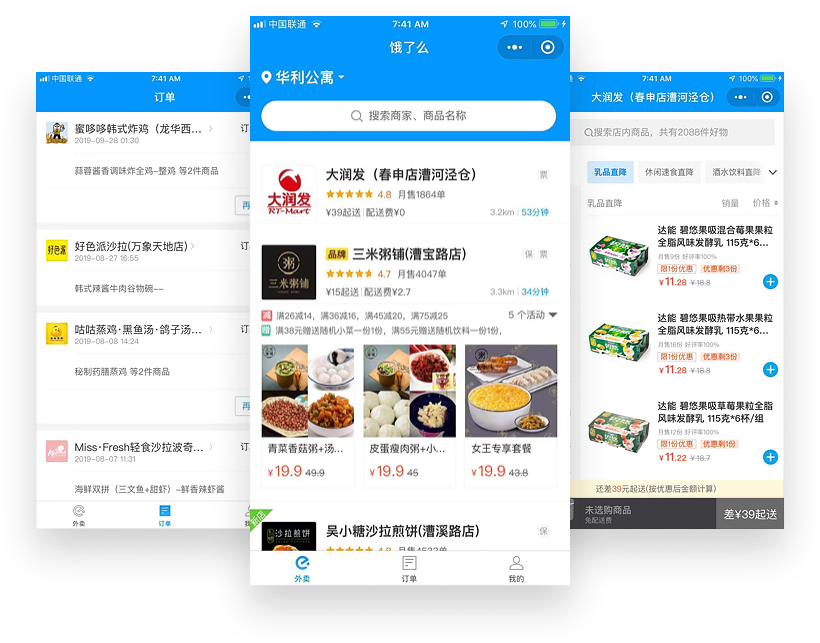 中国联通 7:41 AM
订单
蜜哆哆韩式炸鸡（龙华西...
2019-09-28 01:30
蒜蓉酱香调味炸全鸡-整鸡 等2件商品
好色派
好色派沙拉(万象天地店)
2019-08-27 16:55
韩式辣酱牛肉谷物碗--
咕咕蒸鸡·黑鱼汤·鸽子汤...
2019-08-08 14:24
秘制药膳蒸鸡 等2件商品
Miss·Fresh轻食沙拉波奇...
2019-08-07 11:31
海鲜双拼（三文鱼+甜虾）-鲜香辣虾酱
外卖 订单
中国联通 7:41 AM 100%
饿了么
华利公寓
搜索商家、商品名称
大润发
RT-Mart
大润发（春申店漕河泾仓） 票
4.8 月售1864单
¥39起送 | 配送费¥0 3.2km | 53分钟
粥
三米粥铺
品牌 三米粥铺(漕宝路店) 保 票
4.7 月售4047单
¥15起送 | 配送费¥2.7 3.3km | 34分钟
减 满26减14，满36减16，满45减20，满75减25 5 个活动
赠 满38元赠送随机小菜一份1份，满55元赠送随机饮料一份1份，
青菜香菇粥+汤... 皮蛋瘦肉粥+小... 女王专享套餐
¥19.9 49.9 ¥19.9 45 ¥19.9 43.8
新店
沙拉煎饼
吴小糖沙拉煎饼(漕溪路店) 保
4.8 月售4533单
外卖 订单 我的
7:41 AM 100%
大润发（春申店漕河泾仓）
搜索店内商品，共有2088件好物
乳品直降 休闲速食直降 酒水饮料直降
乳品直降 销量 价格
达能 碧悠果吸混合莓果果粒
全脂风味发酵乳 115克*6...
月售9份 好评率100%
限1份优惠 优惠剩3份
¥11.28 ¥18.8
达能 碧悠果吸热带水果果粒
全脂风味发酵乳 115克*6...
月售16份 好评率100%
限1份优惠 优惠剩3份
¥11.28 ¥18.8
达能 碧悠果吸草莓果粒全脂
风味发酵乳 115克*6杯/组
月售12份 好评率100%
限1份优惠 优惠剩1份
¥11.22 ¥18.7
还差39元起送(按优惠后金额计算)
未选购商品
免配送费
差¥39起送